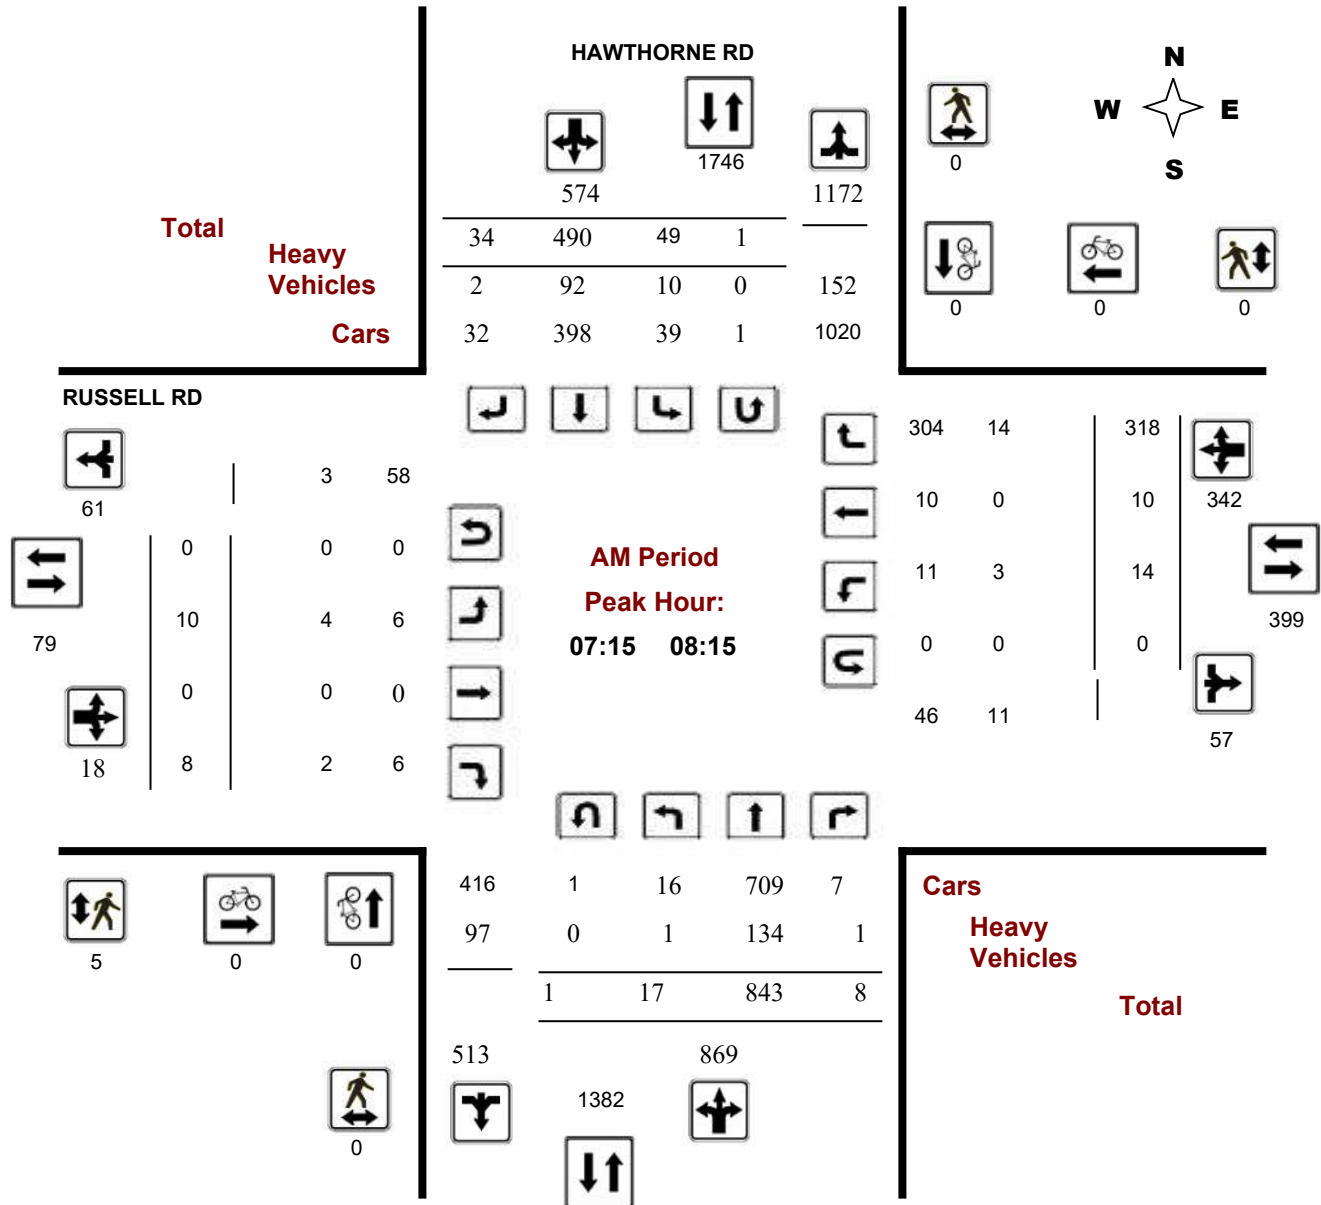 HAWTHORNE RD
N
W E
S
1746
0
574 1172
Total
34 490 49 1
Heavy
Vehicles
2 92 10 0 152
0 0 0
Cars
32 398 39 1 1020
RUSSELL RD
304 14 318
3 58
61
10 0 10 342
0 0 0
AM Period
11 3 14
Peak Hour:
10 4 6
399
79
07:15 08:15
0 0 0
0 0 0
46 11
57
18 8 2 6
416 1 16 709 7
Cars
97 0 1 134 1
Heavy
Vehicles
5 0 0
1 17 843 8
Total
513 869
1382
0